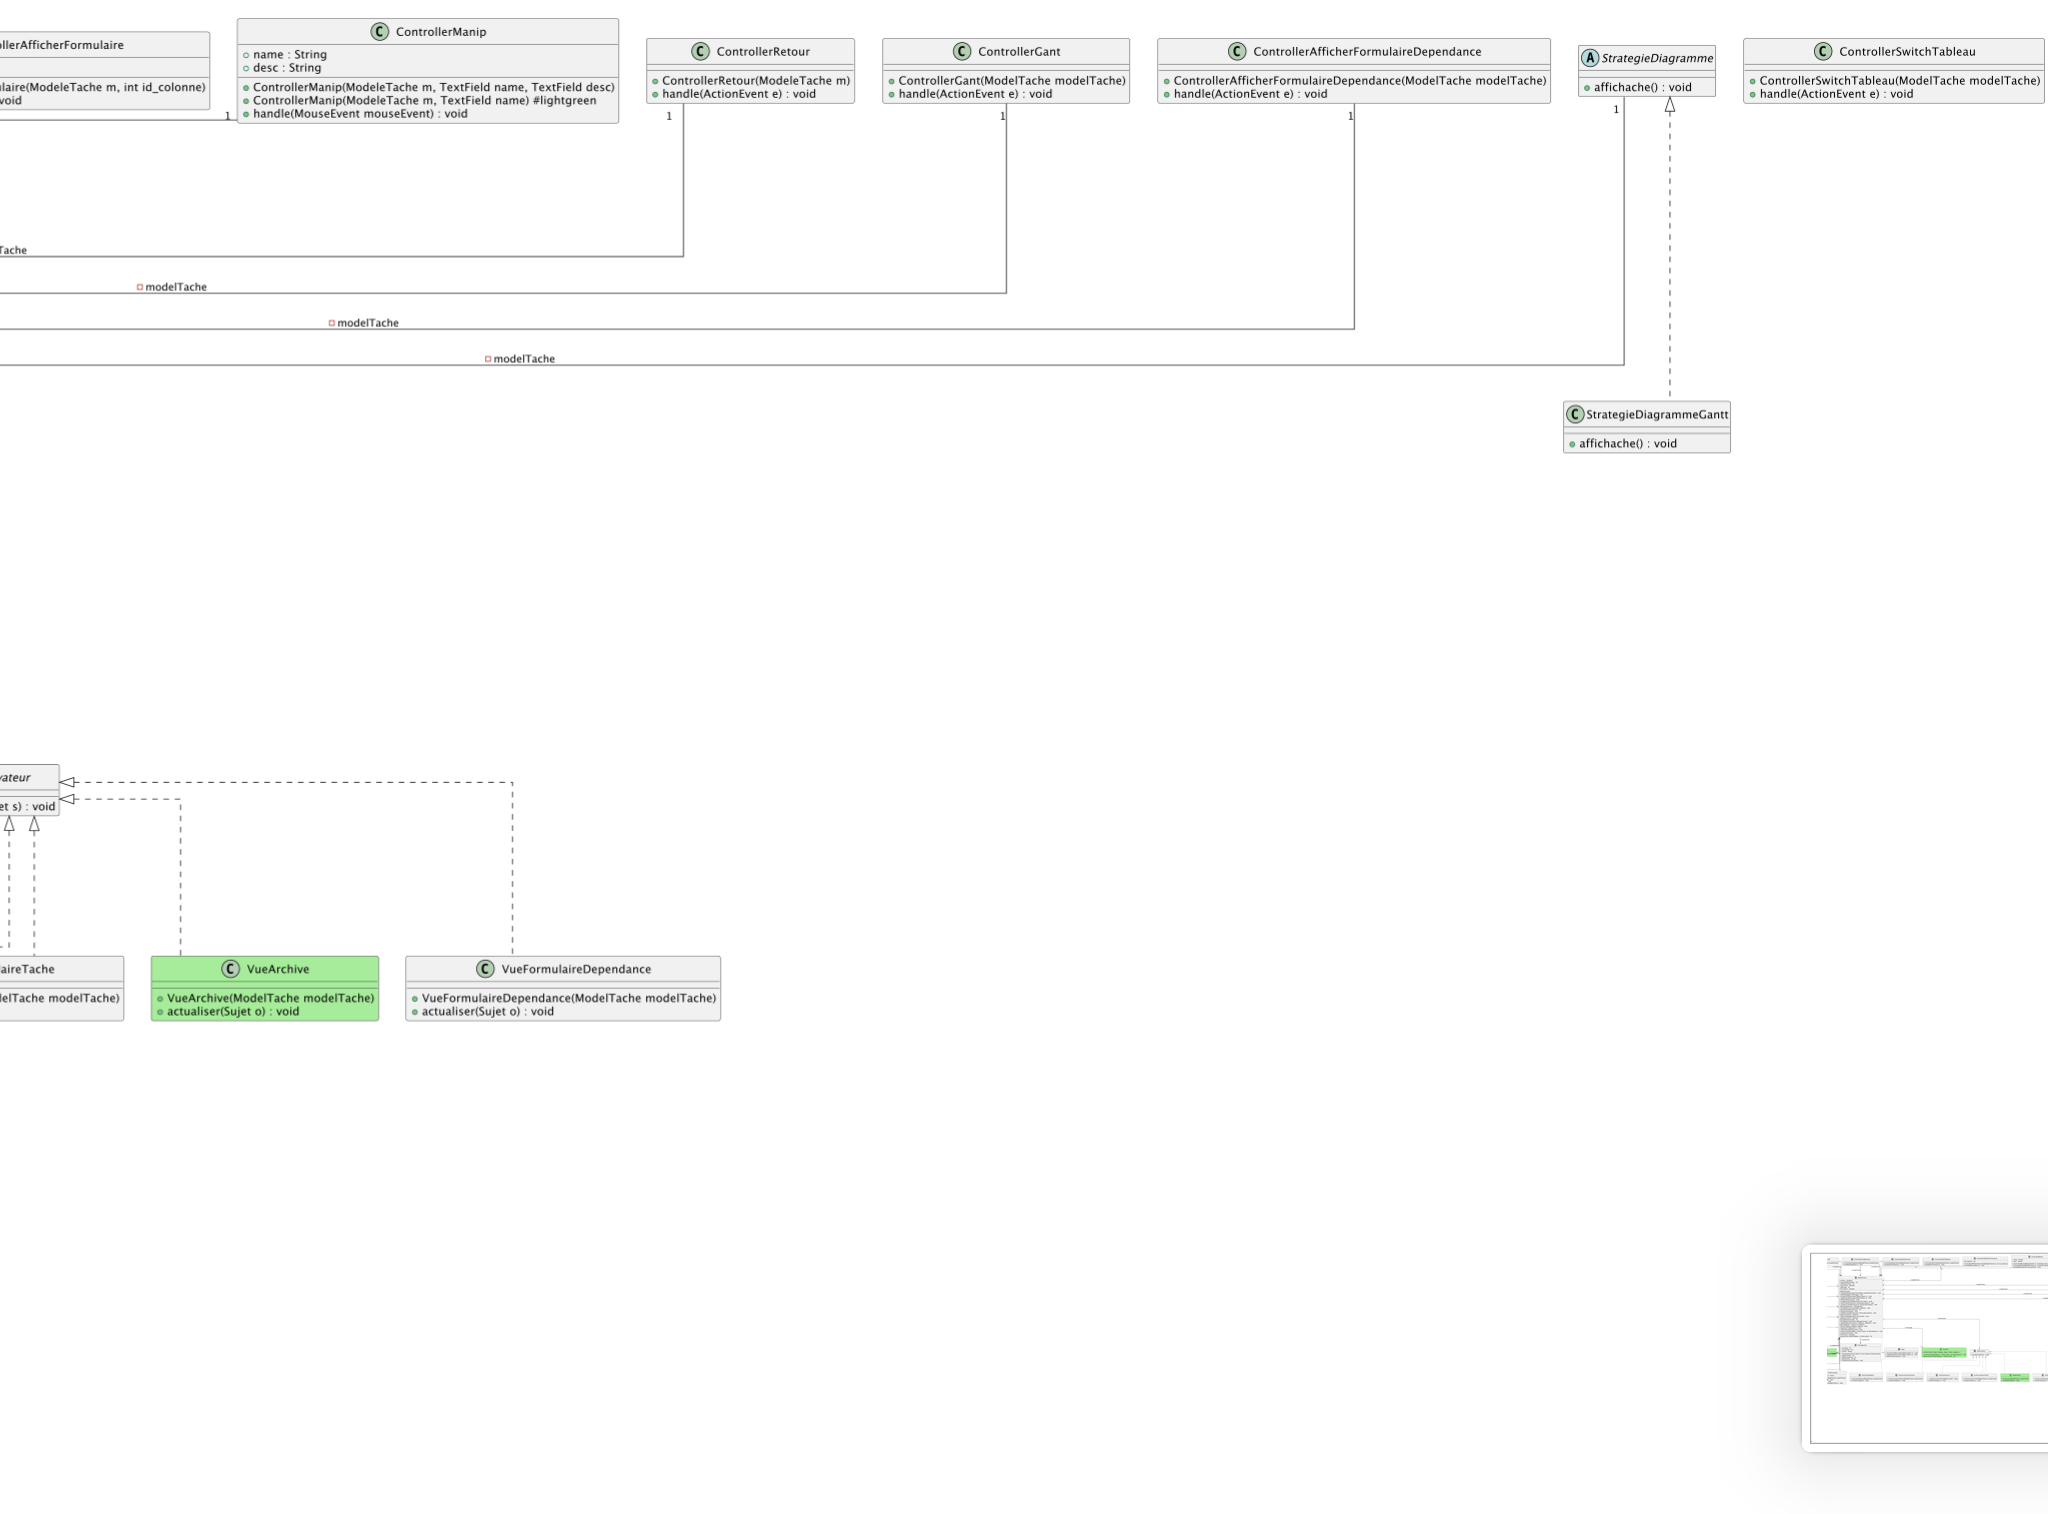 llerAfficherFormulaire
ulaire(ModeleTache m, int id_colonne)
void
C ControllerManip
name : String
desc : String
ControllerManip(ModeleTache m, TextField name, TextField desc)
ControllerManip(ModeleTache m, TextField name) #lightgreen
handle(MouseEvent mouseEvent) : void
C ControllerRetour
ControllerRetour(ModeleTache m)
handle(ActionEvent e) : void
C ControllerGant
ControllerGant(ModelTache modelTache)
handle(ActionEvent e) : void
C ControllerAfficherFormulaireDependance
ControllerAfficherFormulaireDependance(ModelTache modelTache)
handle(ActionEvent e) : void
A StrategieDiagramme
affichache() : void
C ControllerSwitchTableau
ControllerSwitchTableau(ModelTache modelTache)
handle(ActionEvent e) : void
1
1
1
1
1
Tache
modelTache
modelTache
modelTache
C StrategieDiagrammeGantt
affichache() : void
vateur
et s) : void
laireTache
delTache modelTache)
C VueArchive
VueArchive(ModelTache modelTache)
actualiser(Sujet o) : void
C VueFormulaireDependance
VueFormulaireDependance(ModelTache modelTache)
actualiser(Sujet o) : void